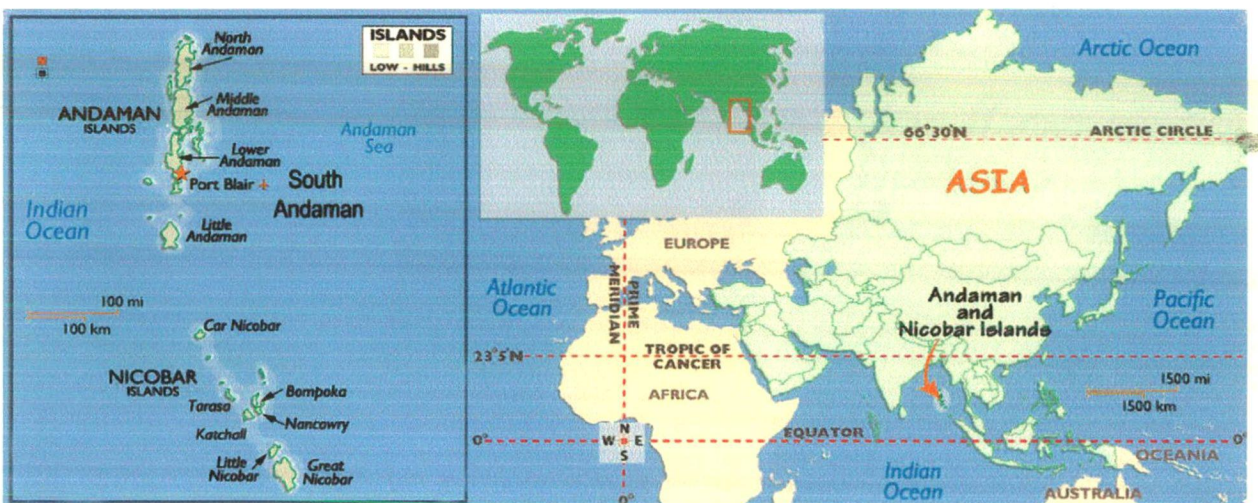 North
Andaman
ISLANDS
LOW - HILLS
Middle
Andaman
ANDAMAN
ISLANDS
Andaman
Sea
Lower
Andaman
Port Blair
South
Andaman
Indian
Ocean
Little
Andaman
100 mi
100 km
Car Nicobar
NICOBAR
ISLANDS
Bompoka
Tarasa
Nancowry
Katchall
Little
Nicobar
Great
Nicobar
Arctic Ocean
66°30'N
ARCTIC CIRCLE
ASIA
EUROPE
Atlantic
Ocean
PRIME
MERIDIAN
Andaman
and
Nicobar Islands
Pacific
Ocean
23°5'N
TROPIC OF
CANCER
AFRICA
1500 mi
1500 km
N
W E
S
0°
EQUATOR
0°
OCEANIA
Indian
Ocean
0°
AUSTRALIA